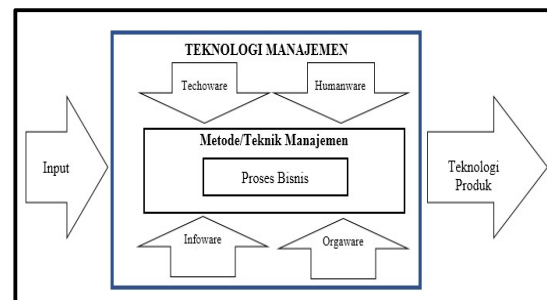 TEKNOLOGI MANAJEMEN
Techoware
Humanware
Metode/Teknik Manajemen
Proses Bisnis
Input
Teknologi
Produk
Infoware
Orgaware